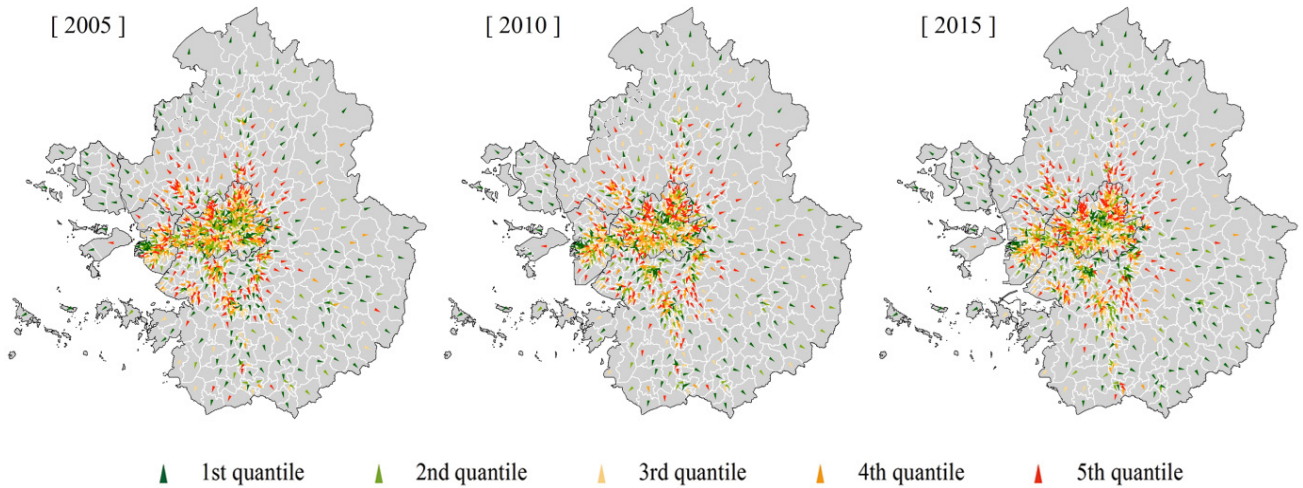 [ 2005 ]
[ 2010 ]
[ 2015 ]
1st quantile
2nd quantile
3rd quantile
4th quantile
5th quantile